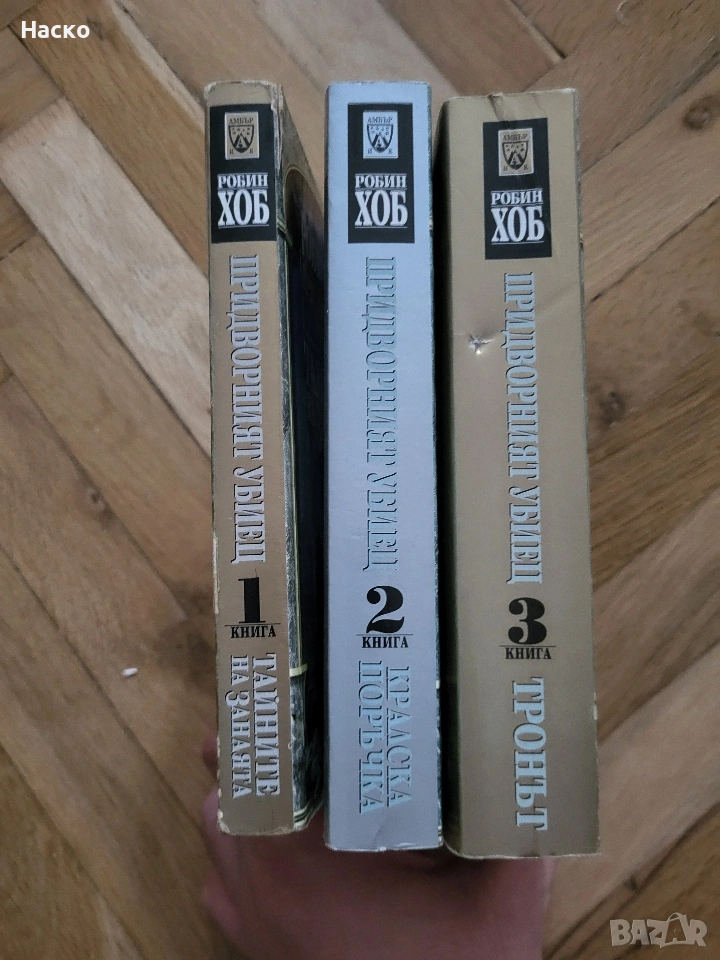 Наско
АМБЪР
И К
РОБИН
ХОБ
ПРИДВОРНИЯТ УБИЕЦ
1
КНИГА
ТАЙНИТЕ
НА ЗАНАЯТА
АМБЪР
И К
РОБИН
ХОБ
ПРИДВОРНИЯТ УБИЕЦ
2
КНИГА
КРАЛСКА
ПОРЪЧКА
АМБЪР
И К
РОБИН
ХОБ
ПРИДВОРНИЯТ УБИЕЦ
3
КНИГА
ТРОНЪТ
BAZAR